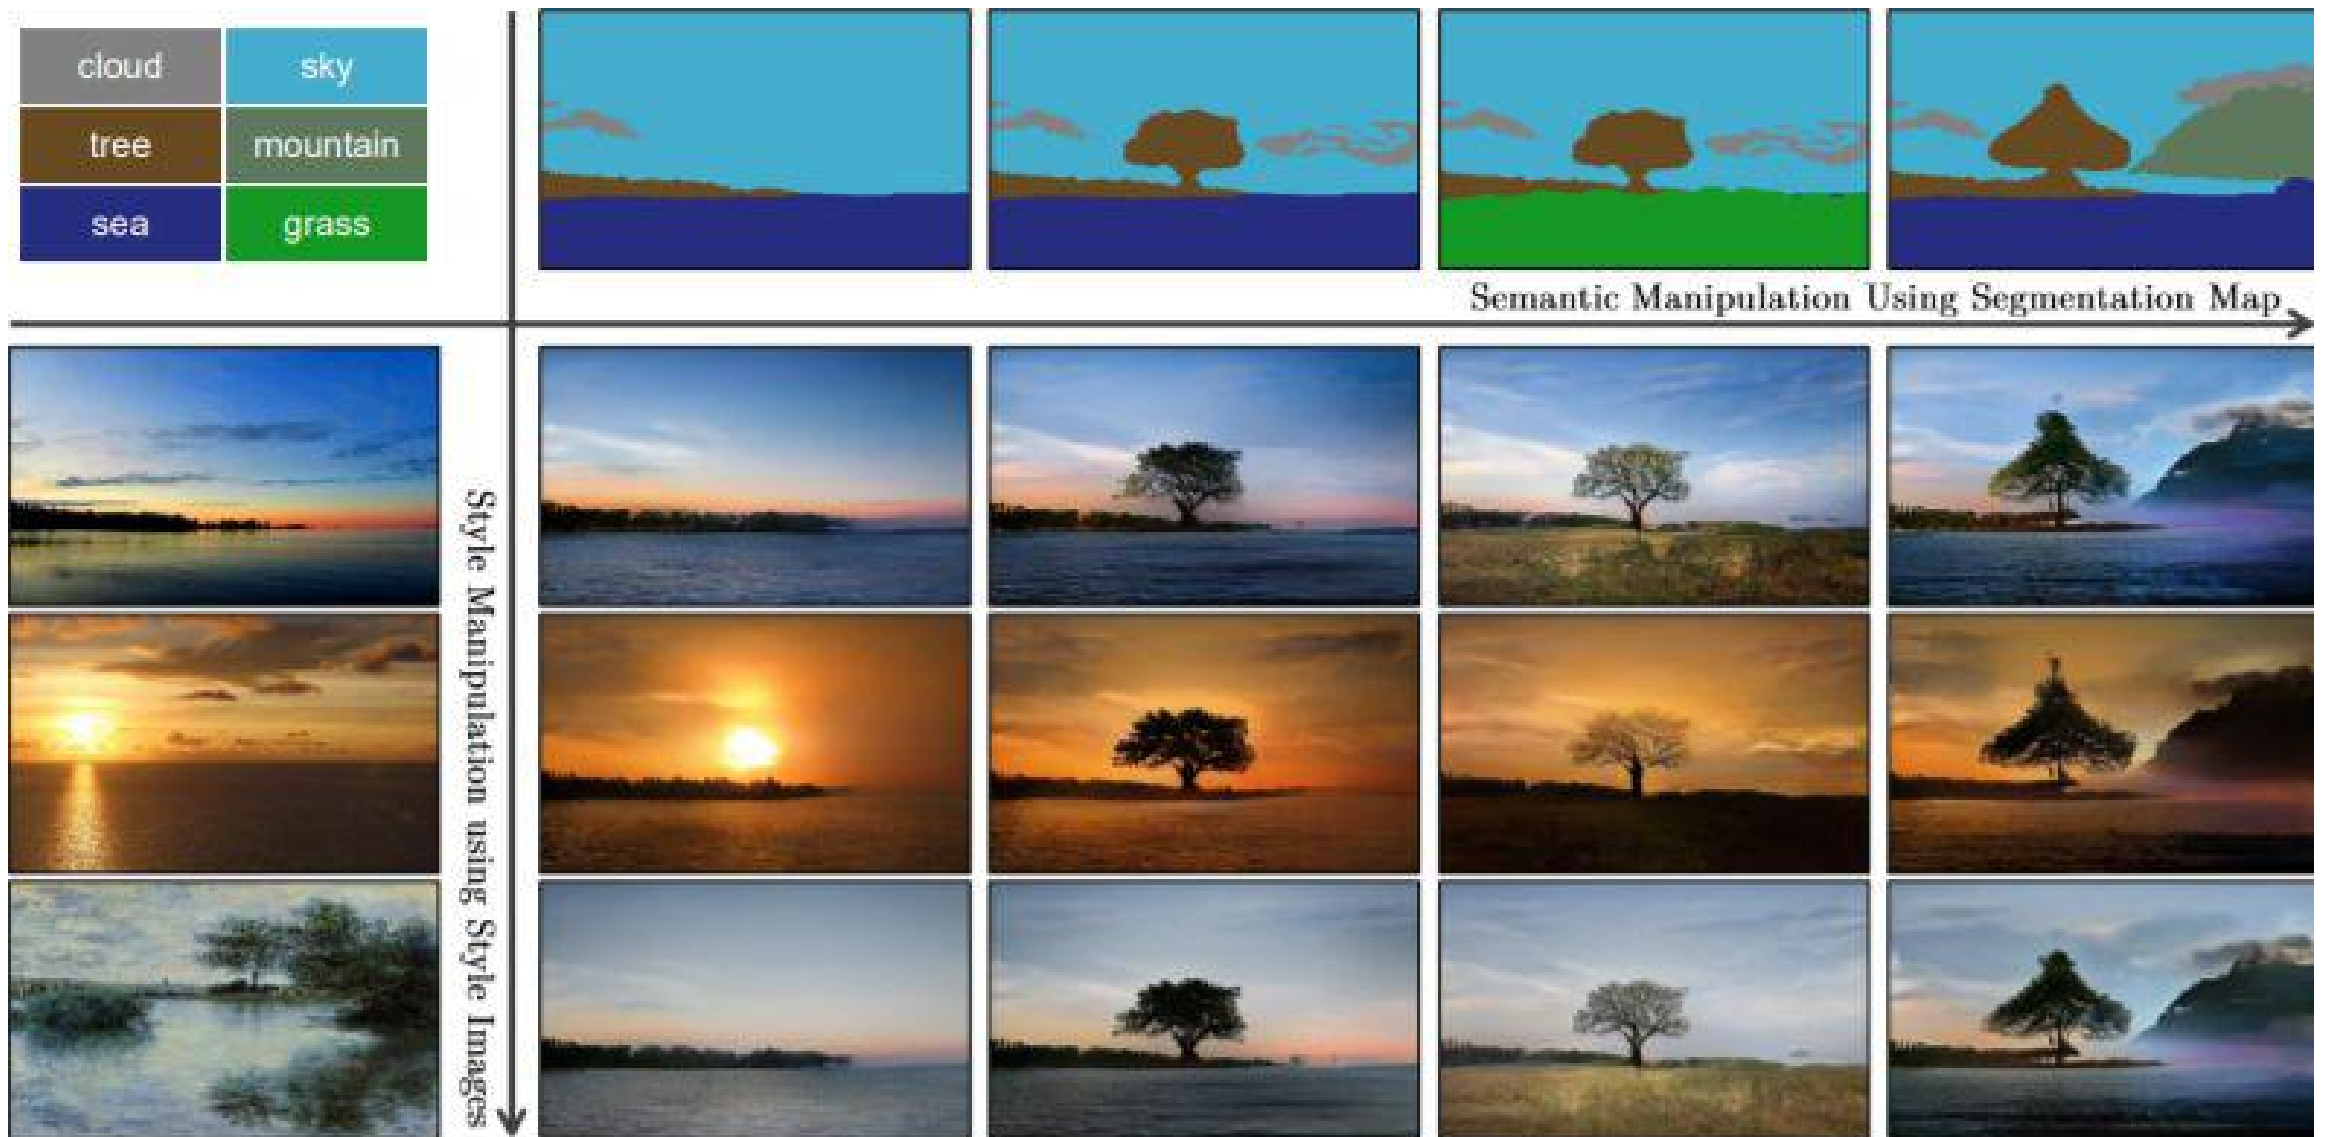 cloud
sky
tree
mountain
sea
grass
Semantic Manipulation Using Segmentation Map
Style Manipulation using Style Images